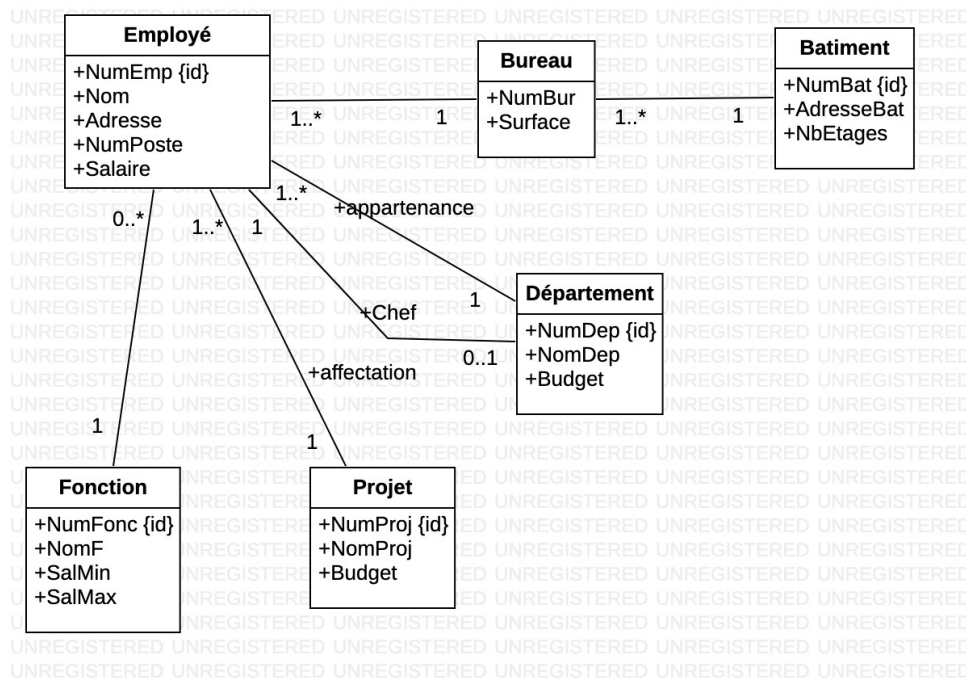 Employé
+NumEmp {id}
+Nom
+Adresse
+NumPoste
+Salaire
Bureau
+NumBur
+Surface
Batiment
+NumBat {id}
+AdresseBat
+NbEtages
1..*
1
1..*
1
0..*
1..*
1
1..*
+appartenance
1
+Chef
0..1
+affectation
1
1
Département
+NumDep {id}
+NomDep
+Budget
Fonction
+NumFonc {id}
+NomF
+SalMin
+SalMax
Projet
+NumProj {id}
+NomProj
+Budget
UNREGISTERED